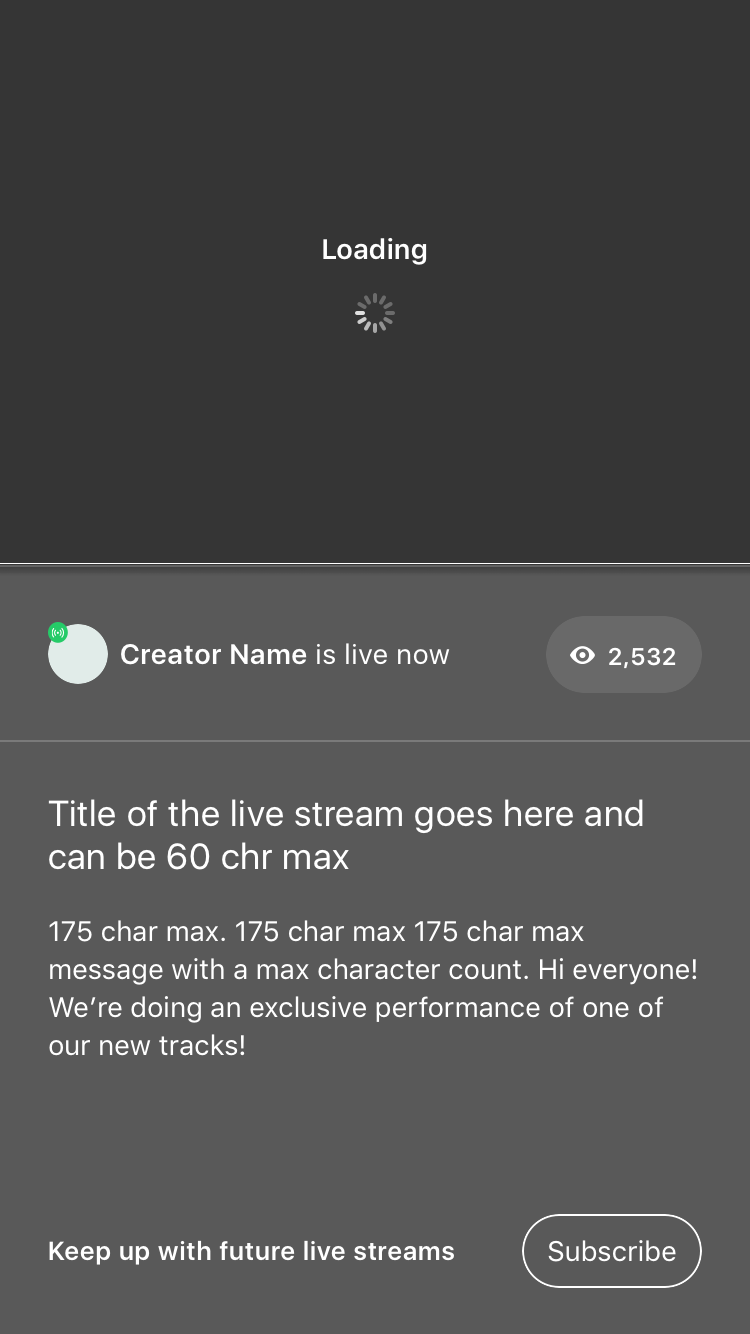 Loading
Creator Name is live now
2,532
Title of the live stream goes here and
can be 60 chr max
175 char max. 175 char max 175 char max
message with a max character count. Hi everyone!
We’re doing an exclusive performance of one of
our new tracks!
Keep up with future live streams
Subscribe